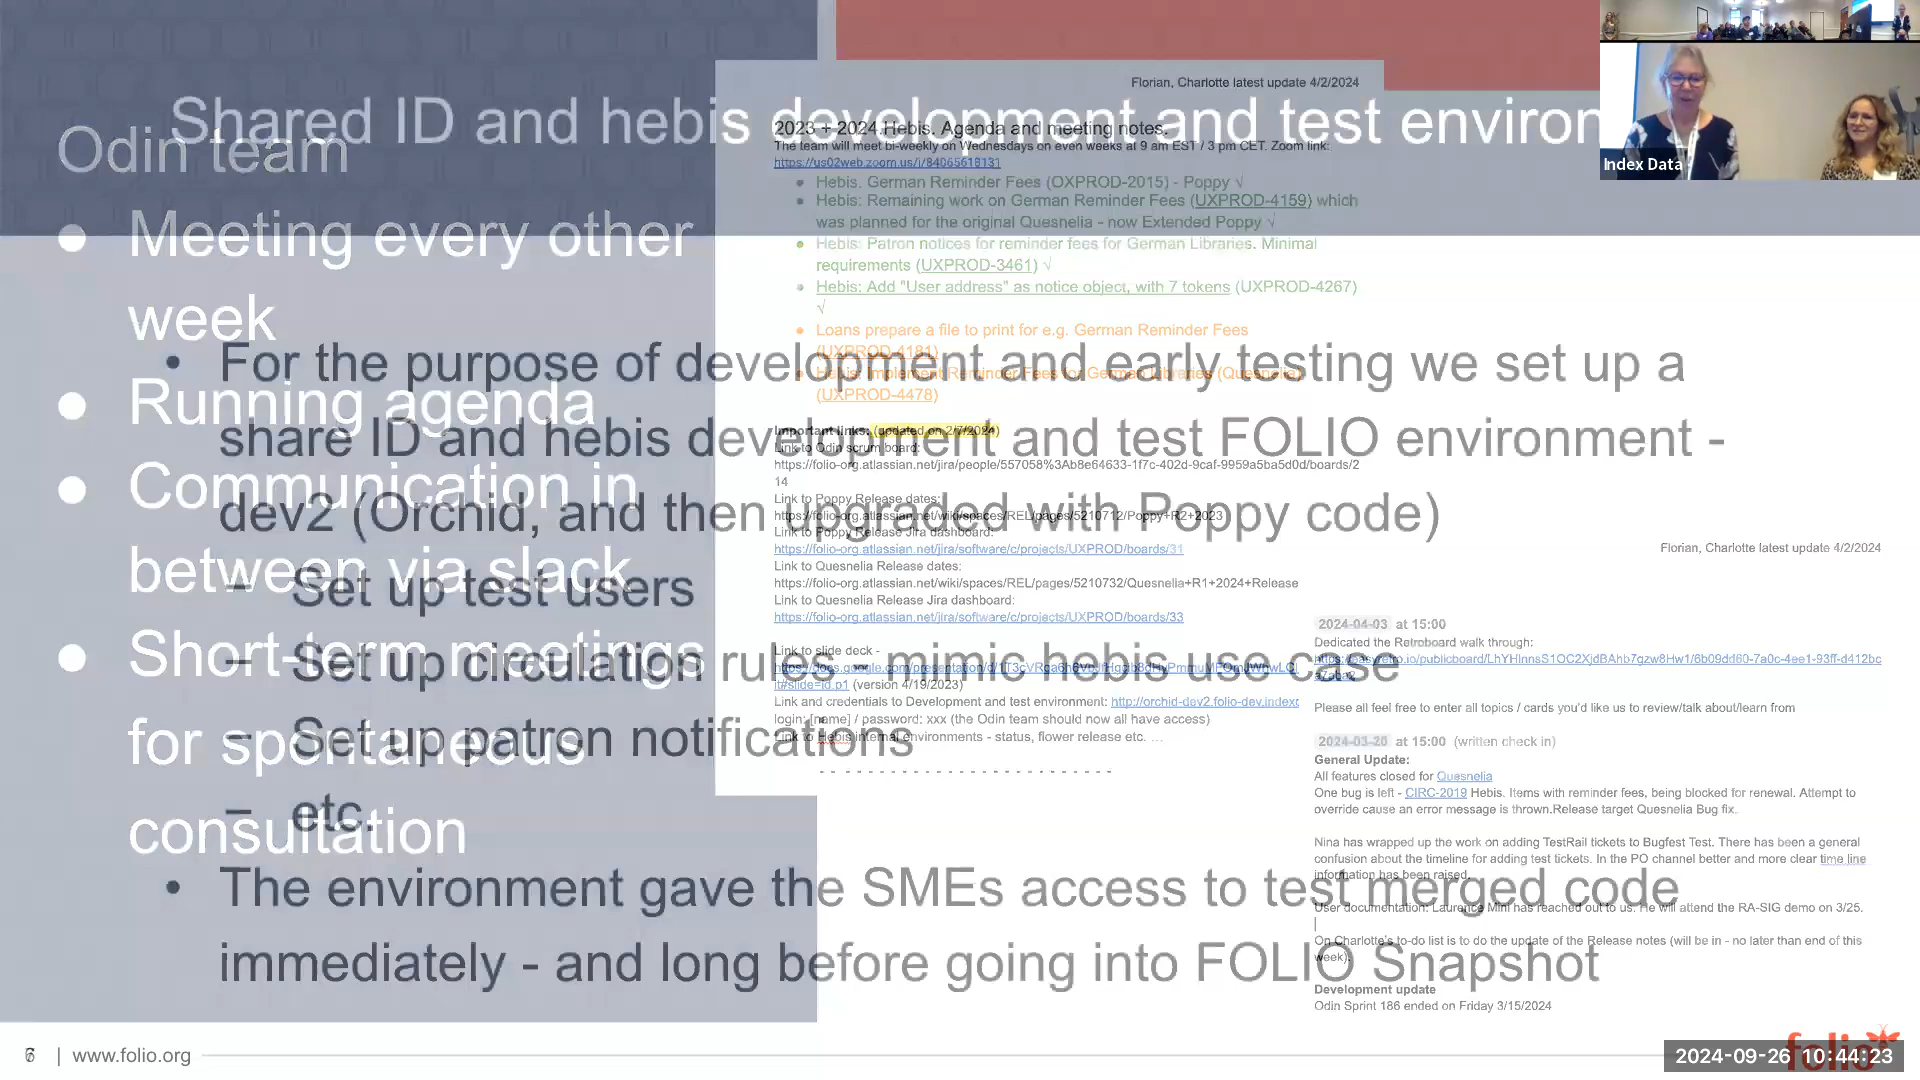 Odin team
Meeting every other
week
Running agenda
Communication in
between via slack
Short-term meetings
for spontaneous
consultation
Shared ID and hebis development and test environ
For the purpose of development and early testing we set up a
share ID and hebis development and test FOLIO environment -
dev2 (Orchid, and then upgraded with Poppy code)
– Set up test users
– Set up circulation rules - mimic hebis use case
– Set up patron notifications
– etc.
The environment gave the SMEs access to test merged code
immediately - and long before going into FOLIO Snapshot
Florian, Charlotte latest update 4/2/2024
2023 + 2024 Hebis. Agenda and meeting notes.
The team will meet bi-weekly on Wednesdays on even weeks at 9 am EST / 3 pm CET. Zoom link:
https://us02web.zoom.us/j/84065618131
Hebis. German Reminder Fees (OXPROD-2015) - Poppy √
Hebis: Remaining work on German Reminder Fees (UXPROD-4159) which
was planned for the original Quesnelia - now Extended Poppy √
Hebis: Patron notices for reminder fees for German Libraries. Minimal
requirements (UXPROD-3461) √
Hebis: Add "User address" as notice object, with 7 tokens (UXPROD-4267)
√
Loans prepare a file to print for e.g. German Reminder Fees
(UXPROD-4181)
Hebis: Implement Reminder Fees for German Libraries (Quesnelia)
(UXPROD-4478)
Important links: (updated on 2/7/2024)
Link to Odin scrum board:
https://folio-org.atlassian.net/jira/people/557058%3Ab8e64633-1f7c-402d-9caf-9959a5ba5d0d/boards/2
14
Link to Poppy Release dates:
https://folio-org.atlassian.net/wiki/spaces/REL/pages/5210712/Poppy+R2+2023
Link to Poppy Release Jira dashboard:
https://folio-org.atlassian.net/jira/software/c/projects/UXPROD/boards/31
Link to Quesnelia Release dates:
https://folio-org.atlassian.net/wiki/spaces/REL/pages/5210732/Quesnelia+R1+2024+Release
Link to Quesnelia Release Jira dashboard:
https://folio-org.atlassian.net/jira/software/c/projects/UXPROD/boards/33
Link to slide deck -
it#slide=id.p1 (version 4/19/2023)
Link and credentials to Development and test environment: http://orchid-dev2.folio-dev.indexc
login: [name] / password: xxx (the Odin team should now all have access)
Link to Hebis internal environments - status, flower release etc. ...
- - - - - - - - - - - - - - - - - - - - - - - - - - - -
Florian, Charlotte latest update 4/2/2024
2024-04-03 at 15:00
Dedicated the Retroboard walk through:
Please all feel free to enter all topics / cards you'd like us to review/talk about/learn from
2024-03-20 at 15:00 (written check in)
General Update:
All features closed for Quesnelia
One bug is left - CIRC-2019 Hebis. Items with reminder fees, being blocked for renewal. Attempt to
override cause an error message is thrown.Release target Quesnelia Bug fix.
Nina has wrapped up the work on adding TestRail tickets to Bugfest Test. There has been a general
confusion about the timeline for adding test tickets. In the PO channel better and more clear time line
information has been raised.
User documentation: Laurence Mini has reached out to us. He will attend the RA-SIG demo on 3/25.
On Charlotte's to-do list is to do the update of the Release notes (will be in - no later than end of this
week).
Development update
Odin Sprint 186 ended on Friday 3/15/2024
Index Data
| www.folio.org
folio
2024-09-26 10:44:23